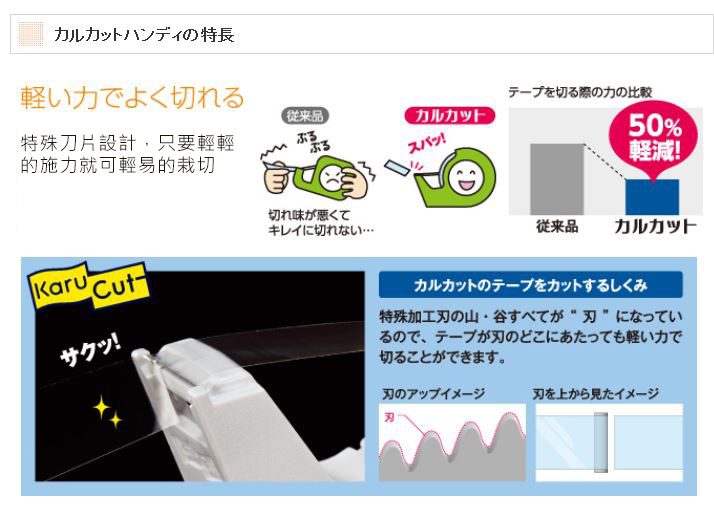 カルカットハンディの特長
軽い力でよく切れる
特殊刀片設計，只要輕輕
的施力就可輕易的栽切
従来品
ぷる
ぷる
切れ味が悪くて
キレイに切れない…
カルカット
スパッ!
テープを切る際の力の比較
50%
軽減!
従来品
カルカット
Karu
Cut
サクッ!
カルカットのテープをカットするしくみ
特殊加工刃の山・谷すべてが“刃”になってい
るので、テープが刃のどこにあたっても軽い力で
切ることができます。
刃のアップイメージ
刃
刃を上から見たイメージ